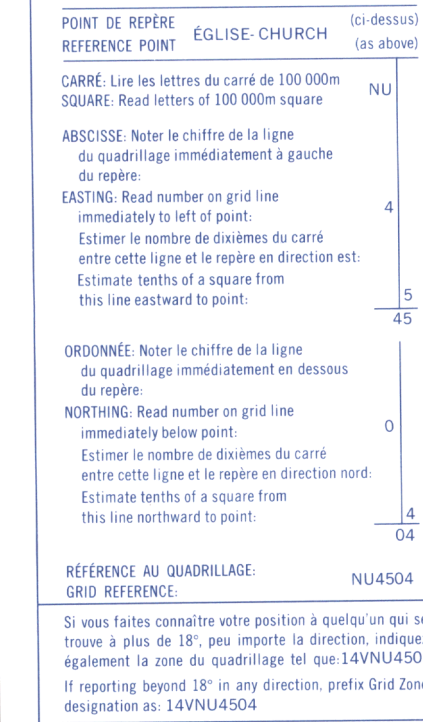 POINT DE REPÈRE ÉGLISE-CHURCH (ci-dessus)
REFERENCE POINT (as above)
CARRÉ: Lire les lettres du carré de 100 000m
SQUARE: Read letters of 100 000m square NU
ABSCISSE: Noter le chiffre de la ligne
du quadrillage immédiatement à gauche
du repère:
EASTING: Read number on grid line
immediately to left of point: 4
Estimer le nombre de dixièmes du carré
entre cette ligne et le repère en direction est:
Estimate tenths of a square from
this line eastward to point: 5
45
ORDONNÉE: Noter le chiffre de la ligne
du quadrillage immédiatement en dessous
du repère:
NORTHING: Read number on grid line
immediately below point: 0
Estimer le nombre de dixièmes du carré
entre cette ligne et le repère en direction nord:
Estimate tenths of a square from
this line northward to point: 4
04
RÉFÉRENCE AU QUADRILLAGE:
GRID REFERENCE: NU4504
Si vous faites connaître votre position à quelqu'un qui se
trouve à plus de 18°, peu importe la direction, indique
également la zone du quadrillage tel que:14VNU450
If reporting beyond 18° in any direction, prefix Grid Zone
designation as: 14VNU4504